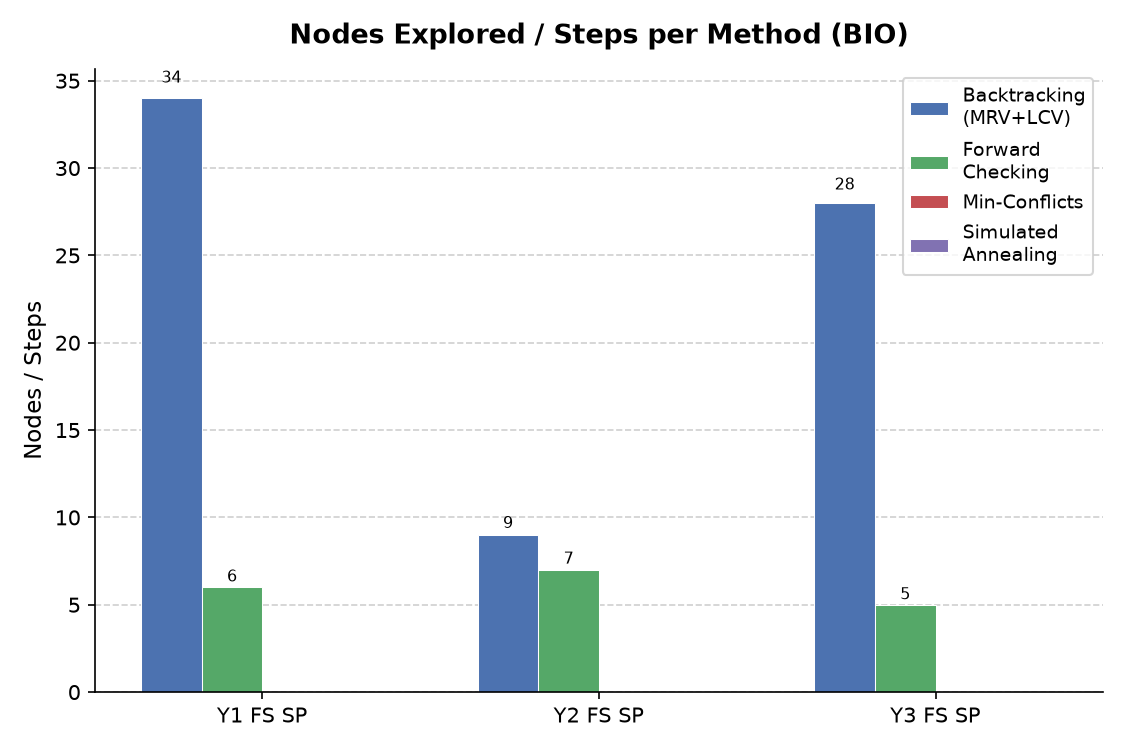 Nodes Explored / Steps per Method (BIO)
Nodes / Steps
35
30
25
20
15
10
5
0
34
6
9
7
28
5
Y1 FS SP
Y2 FS SP
Y3 FS SP
Backtracking
(MRV+LCV)
Forward
Checking
Min-Conflicts
Simulated
Annealing